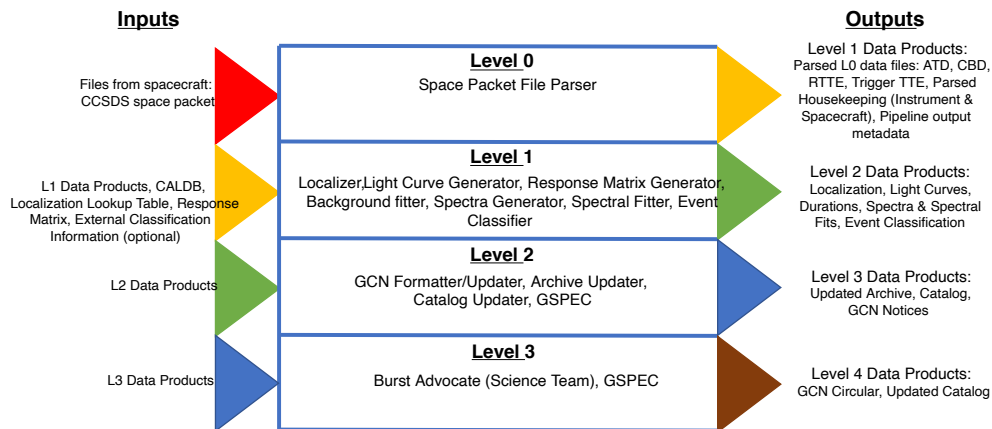 Inputs
Outputs
Files from spacecraft:
CCSDS space packet
Level 0
Space Packet File Parser
Level 1 Data Products:
Parsed L0 data files: ATD, CBD,
RTTE, Trigger TTE, Parsed
Housekeeping (Instrument &
Spacecraft), Pipeline output
metadata
L1 Data Products, CALDB,
Localization Lookup Table, Response
Matrix, External Classification
Information (optional)
Level 1
Localizer,Light Curve Generator, Response Matrix Generator,
Background fitter, Spectra Generator, Spectral Fitter, Event
Classifier
Level 2 Data Products:
Localization, Light Curves,
Durations, Spectra & Spectral
Fits, Event Classification
L2 Data Products
Level 2
GCN Formatter/Updater, Archive Updater,
Catalog Updater, GSPEC
Level 3 Data Products:
Updated Archive, Catalog,
GCN Notices
L3 Data Products
Level 3
Burst Advocate (Science Team), GSPEC
Level 4 Data Products:
GCN Circular, Updated Catalog